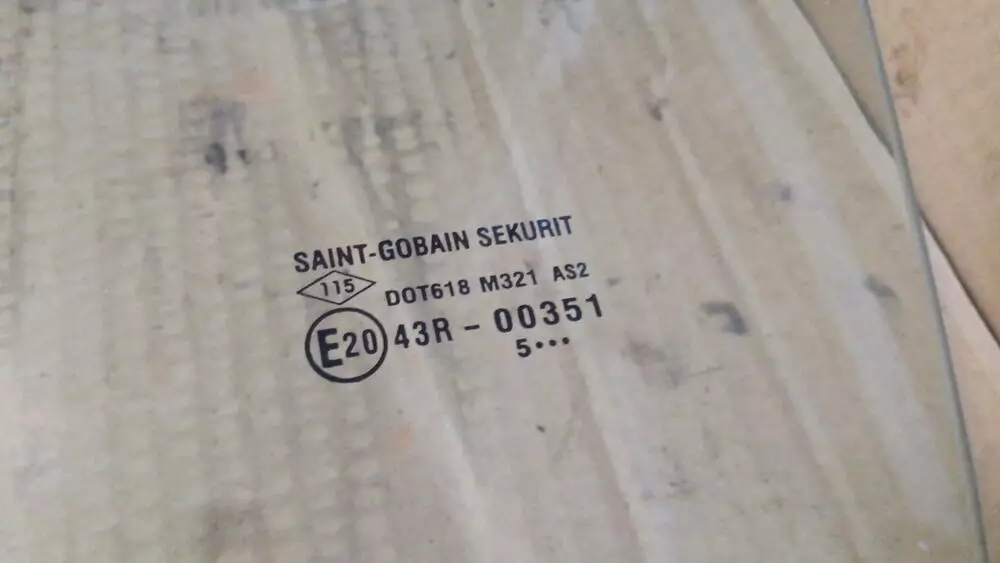 SAINT-GOBAIN SEKURIT
115 DOT618 M321 AS2
E20 43R - 00351
5•••